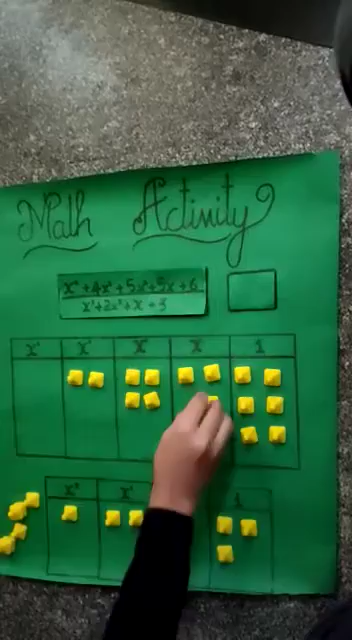 Math Activity
x⁴+4x³+5x²+5x+6
x³+2x²+x+3
x⁴ x³ x² x 1
x³ x² 1